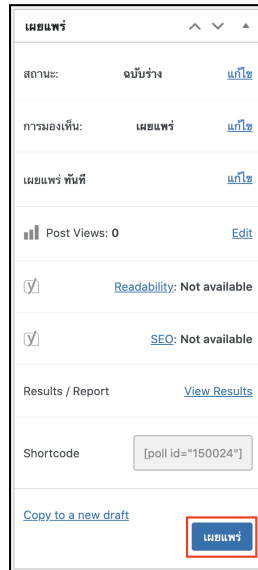 เผยแพร่
สถานะ: ฉบับร่าง แก้ไข
การมองเห็น: เผยแพร่ แก้ไข
เผยแพร่ ทันที แก้ไข
Post Views: 0 Edit
Readability: Not available
SEO: Not available
Results / Report View Results
Shortcode [poll id="150024"]
Copy to a new draft
เผยแพร่